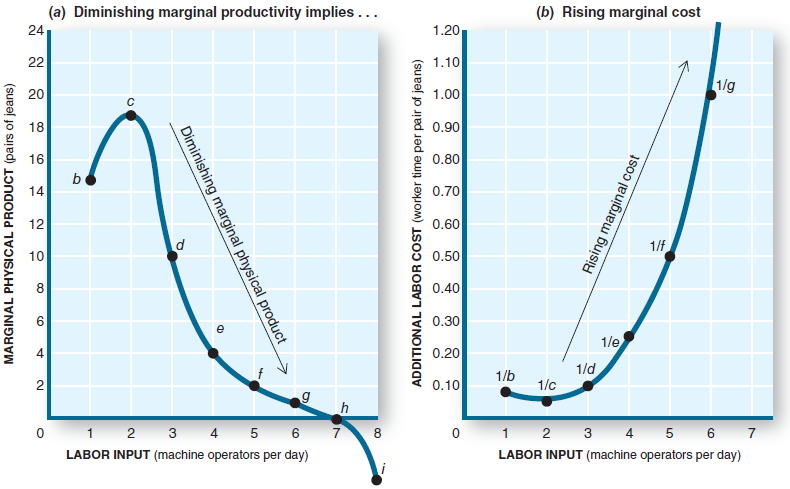 (a) Diminishing marginal productivity implies . . .
MARGINAL PHYSICAL PRODUCT (pairs of jeans)
24
22
20
18
16
14
12
10
8
6
4
2
0
1 2 3 4 5 6 7 8
b
c
d
e
f
g
h
i
Diminishing marginal physical product
LABOR INPUT (machine operators per day)
(b) Rising marginal cost
ADDITIONAL LABOR COST (worker time per pair of jeans)
1.20
1.10
1.00
0.90
0.80
0.70
0.60
0.50
0.40
0.30
0.20
0.10
0
1 2 3 4 5 6 7
1/b
1/c
1/d
1/e
1/f
1/g
Rising marginal cost
LABOR INPUT (machine operators per day)